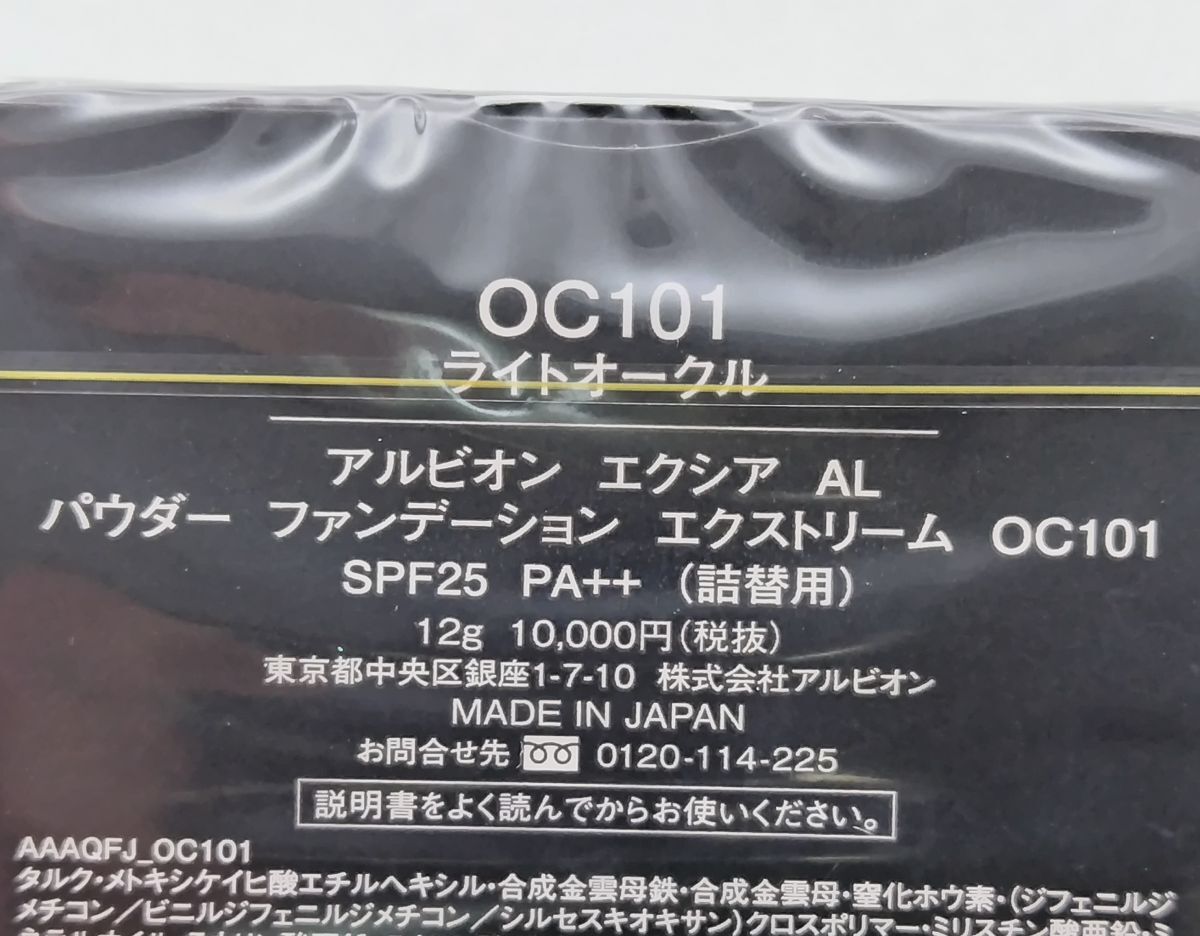 OC101
ライトオークル
アルビオン エクシア AL
パウダー ファンデーション エクストリーム OC101
SPF25 PA++ （詰替用）
12g 10,000円（税抜）
東京都中央区銀座1-7-10 株式会社アルビオン
MADE IN JAPAN
お問合せ先 0120-114-225
説明書をよく読んでからお使いください。
AAAQFJ_OC101
タルク・メトキシケイヒ酸エチルヘキシル・合成金雲母鉄・合成金雲母・窒化ホウ素・（ジフェニルジ
メチコン／ビニルジフェニルジメチコン／シルセスキオキサン）クロスポリマー・ミリスチン酸亜鉛・ミ